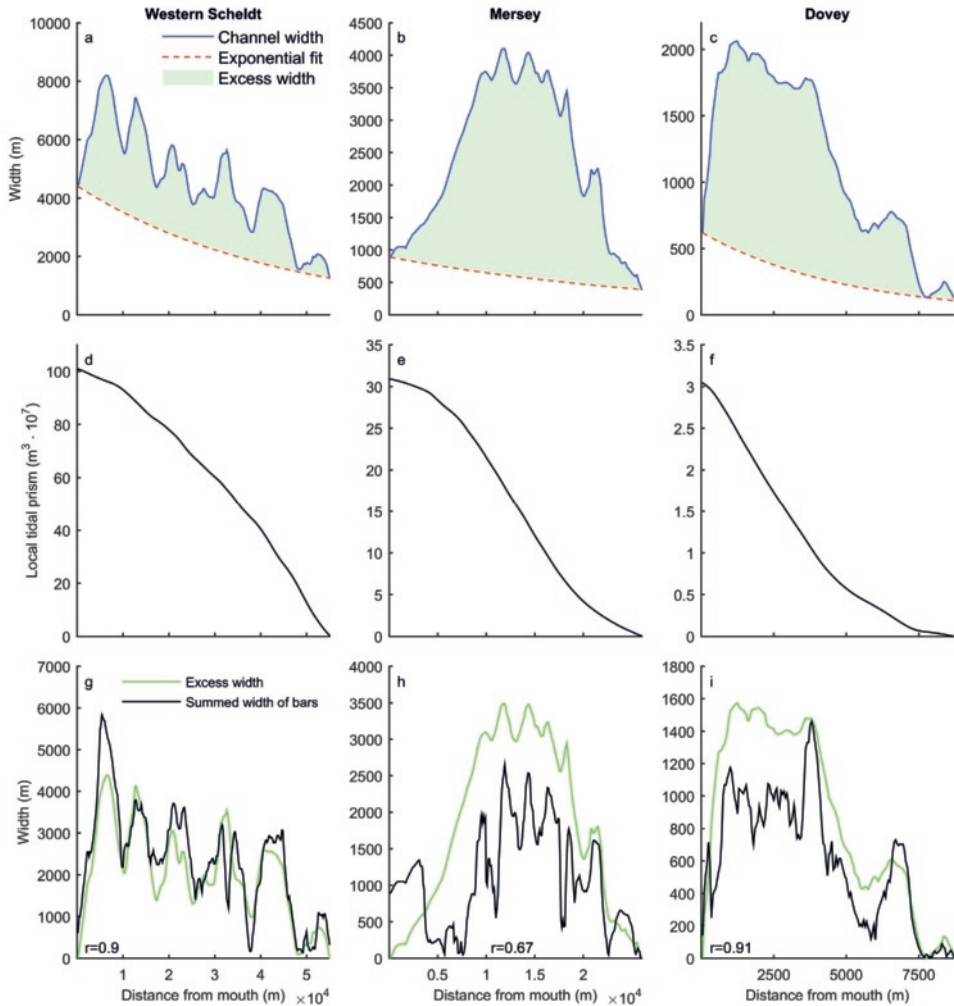 Western Scheldt
Mersey
Dovey
a
Channel width
Exponential fit
Excess width
Width (m)
10000
8000
6000
4000
2000
0
b
4500
4000
3500
3000
2500
2000
1500
1000
500
0
c
2000
1500
1000
500
0
d
Local tidal prism (m³ · 10⁷)
100
80
60
40
20
0
e
35
30
25
20
15
10
5
0
f
3.5
3
2.5
2
1.5
1
0.5
0
g
Excess width
Summed width of bars
Width (m)
7000
6000
5000
4000
3000
2000
1000
0
r=0.9
1 2 3 4 5
Distance from mouth (m) ×10⁴
h
4000
3500
3000
2500
2000
1500
1000
500
0
r=0.67
0.5 1 1.5 2
Distance from mouth (m) ×10⁴
i
1800
1600
1400
1200
1000
800
600
400
200
0
r=0.91
2500 5000 7500
Distance from mouth (m)